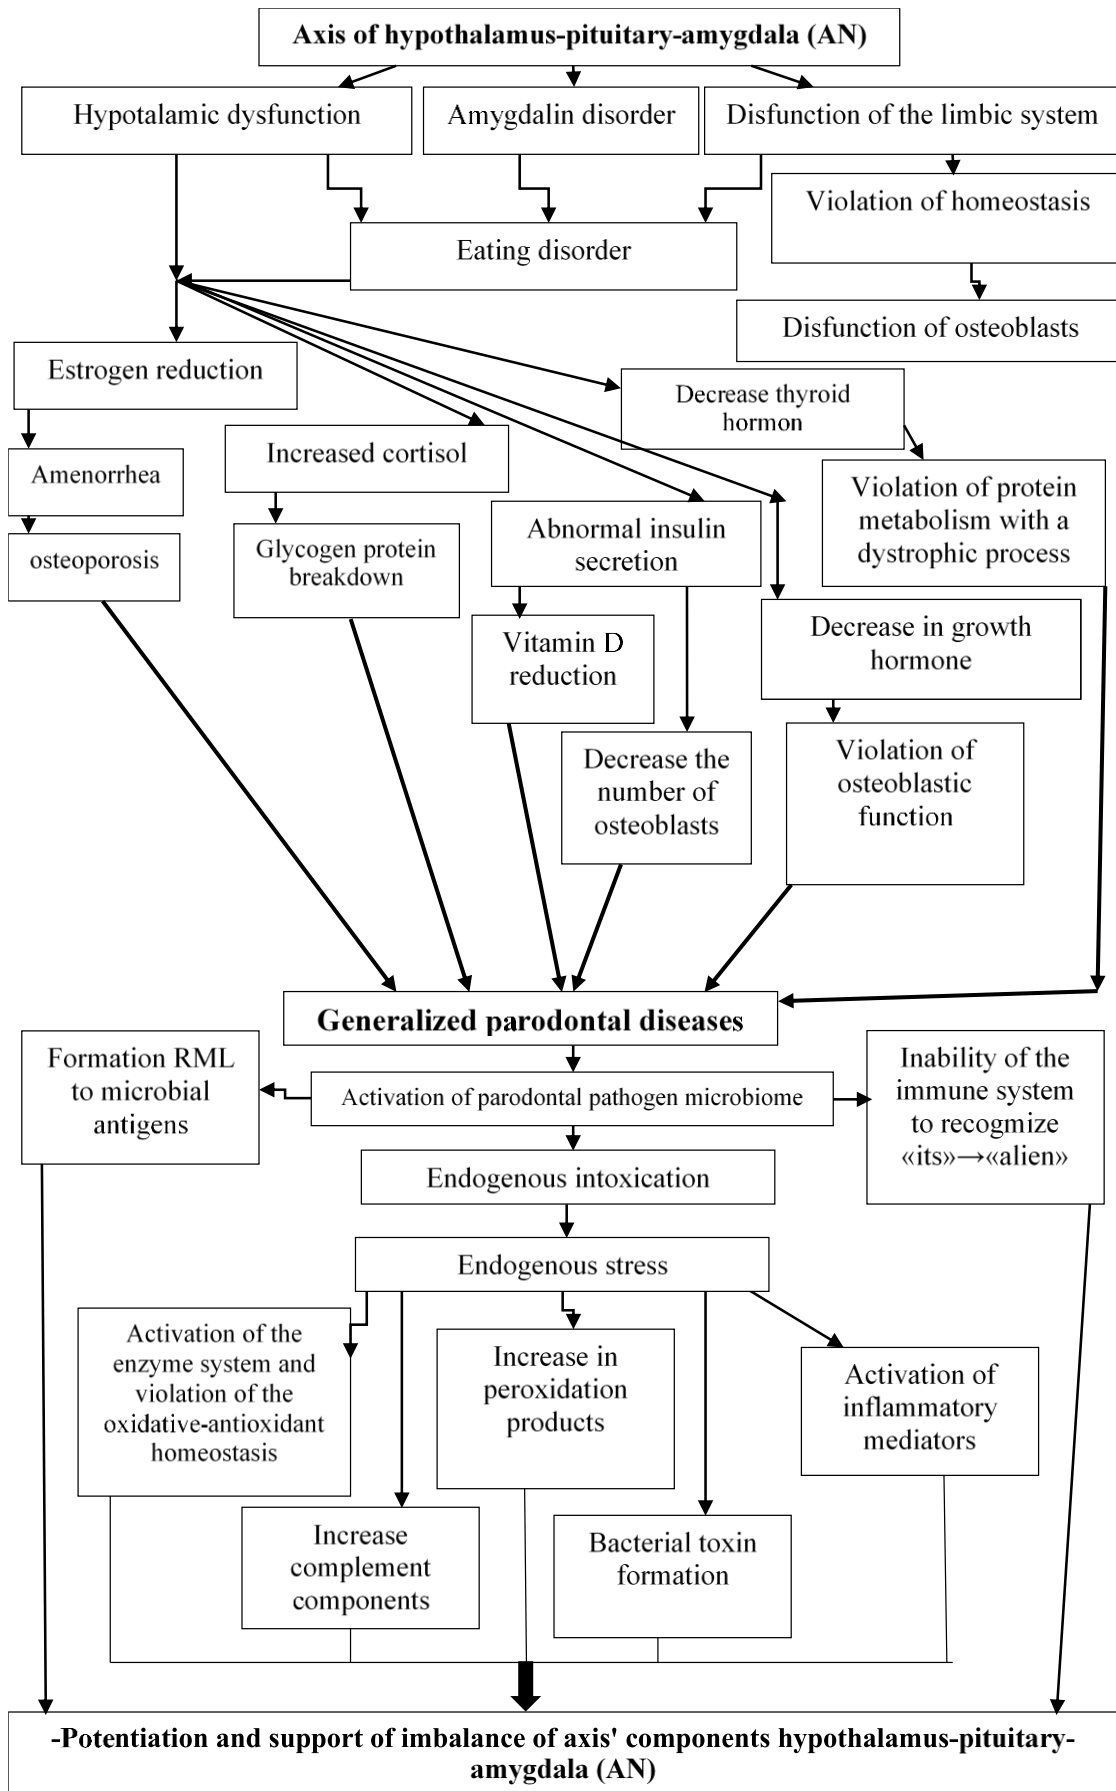 Axis of hypothalamus-pituitary-amygdala (AN)
Hypotalamic dysfunction
Amygdalin disorder
Disfunction of the limbic system
Violation of homeostasis
Eating disorder
Disfunction of osteoblasts
Estrogen reduction
Decrease thyroid
hormon
Increased cortisol
Amenorrhea
Violation of protein
metabolism with a
dystrophic process
Abnormal insulin
secretion
osteoporosis
Glycogen protein
breakdown
Vitamin D
reduction
Decrease in growth
hormone
Decrease the
number of
osteoblasts
Violation of
osteoblastic
function
Generalized parodontal diseases
Formation RML
to microbial
antigens
Activation of parodontal pathogen microbiome
Inability of the
immune system
to recogmize
«its»→«alien»
Endogenous intoxication
Endogenous stress
Activation of the
enzyme system and
violation of the
oxidative-antioxidant
homeostasis
Increase in
peroxidation
products
Activation of
inflammatory
mediators
Increase
complement
components
Bacterial toxin
formation
-Potentiation and support of imbalance of axis' components hypothalamus-pituitary-
amygdala (AN)